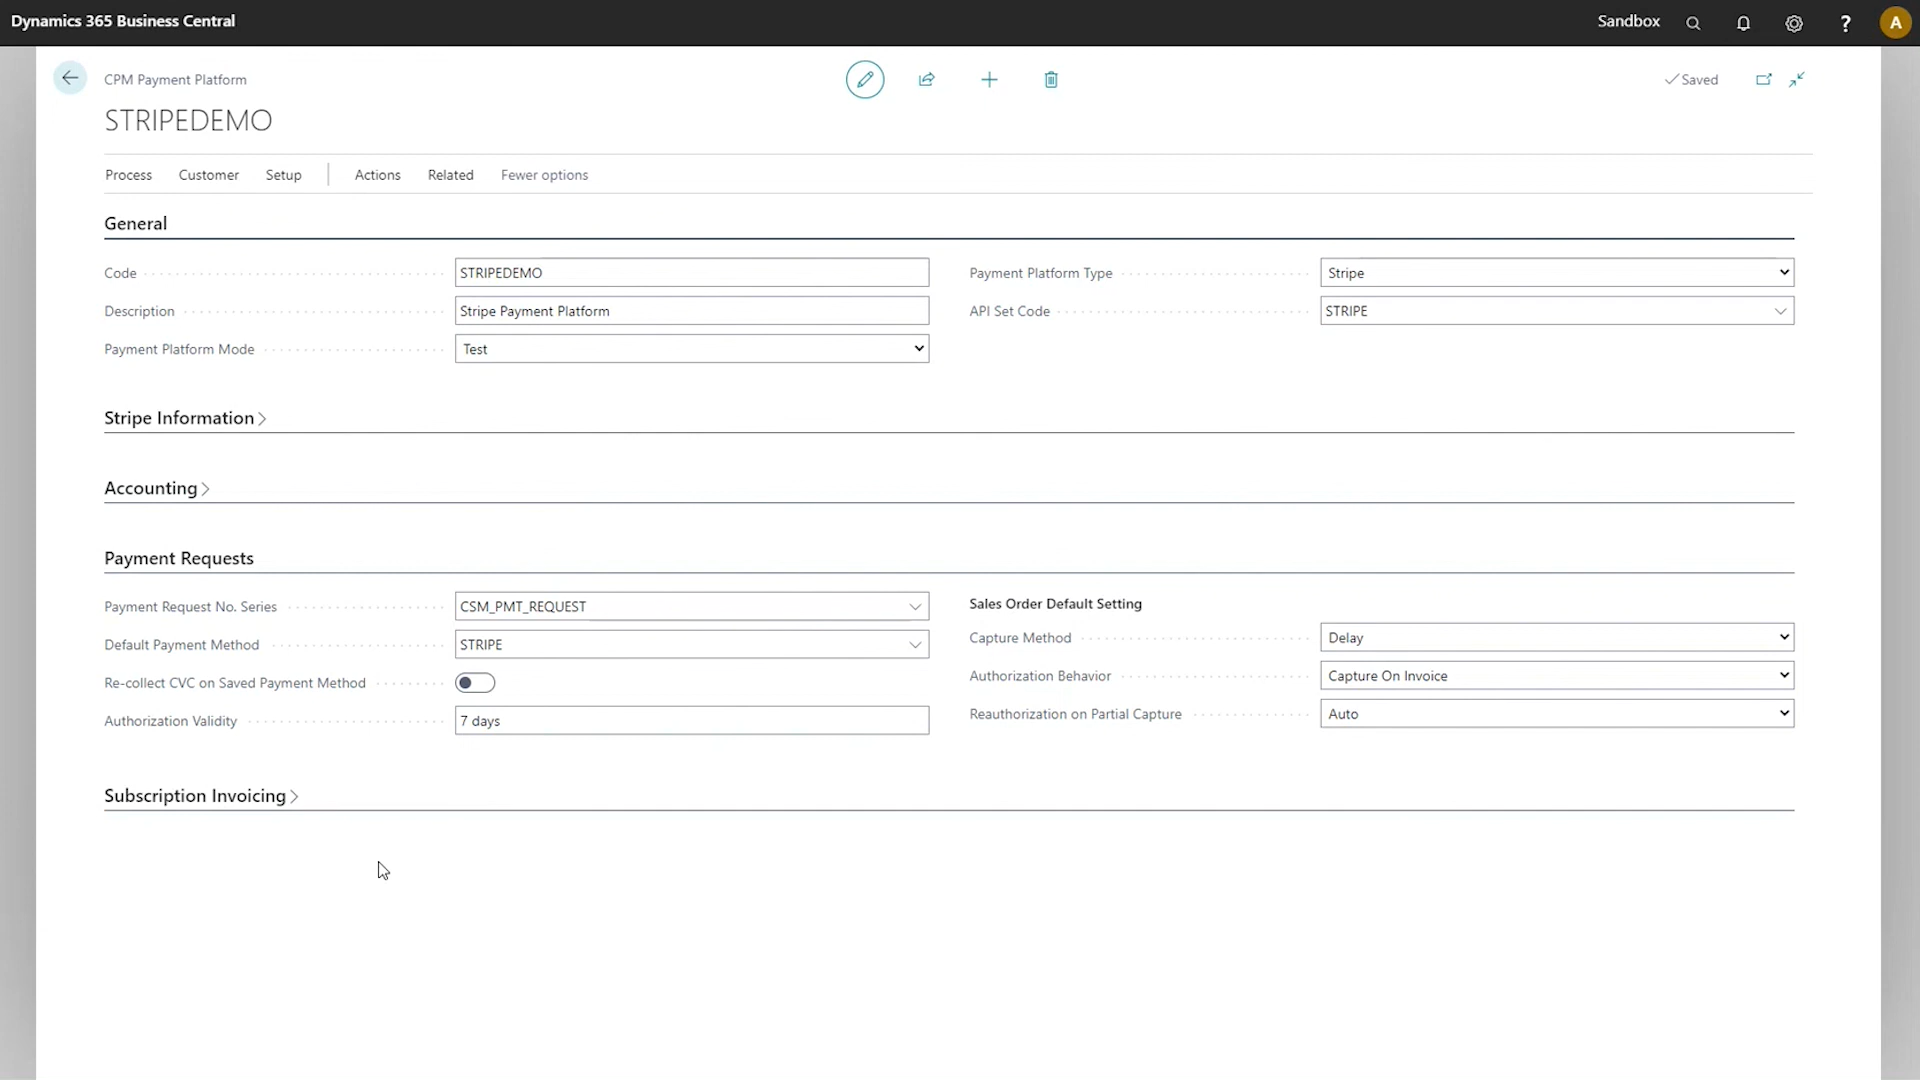 Dynamics 365 Business Central
Sandbox
?
A
CPM Payment Platform
Saved
STRIPEDEMO
Process Customer Setup Actions Related Fewer options
General
Code STRIPEDEMO
Payment Platform Type Stripe
Description Stripe Payment Platform
API Set Code STRIPE
Payment Platform Mode Test
Stripe Information
Accounting
Payment Requests
Payment Request No. Series CSM_PMT_REQUEST
Sales Order Default Setting
Default Payment Method STRIPE
Capture Method Delay
Re-collect CVC on Saved Payment Method
Authorization Behavior Capture On Invoice
Authorization Validity 7 days
Reauthorization on Partial Capture Auto
Subscription Invoicing